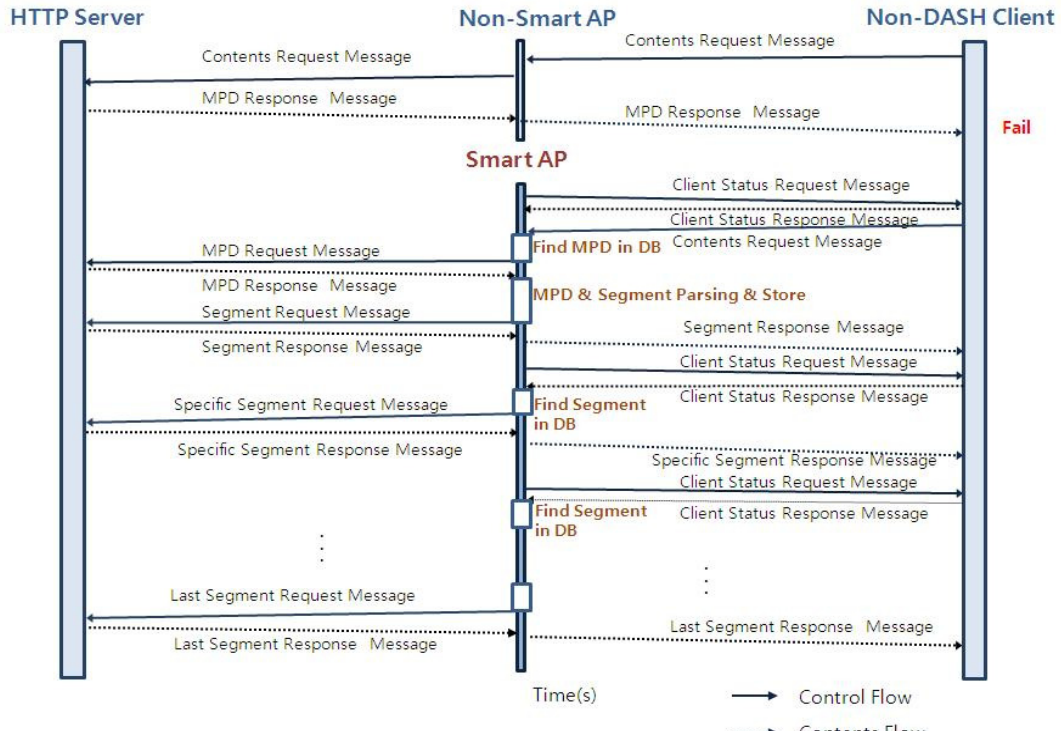 HTTP Server
Non-Smart AP
Non-DASH Client
Contents Request Message
Contents Request Message
MPD Response Message
MPD Response Message
Fail
Smart AP
Client Status Request Message
Client Status Response Message
Find MPD in DB
Contents Request Message
MPD Request Message
MPD Response Message
MPD & Segment Parsing & Store
Segment Request Message
Segment Response Message
Segment Response Message
Client Status Request Message
Client Status Response Message
Specific Segment Request Message
Find Segment
in DB
Specific Segment Response Message
Specific Segment Response Message
Client Status Request Message
Find Segment
in DB
Client Status Response Message
Last Segment Request Message
Last Segment Response Message
Last Segment Response Message
Time(s)
Control Flow
Contents Flow